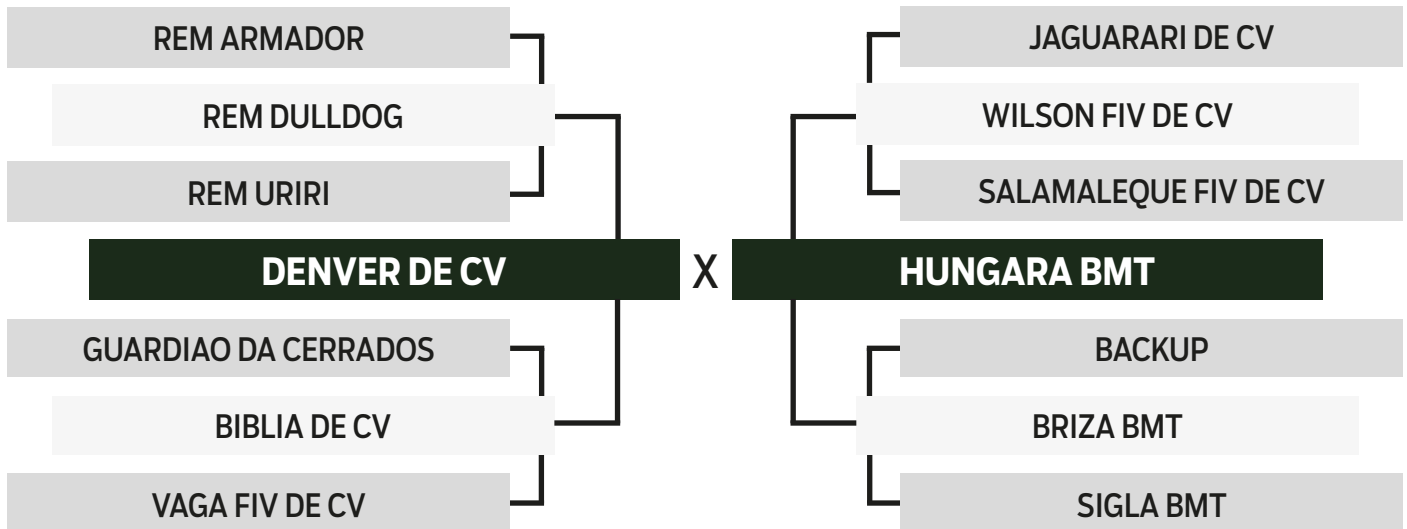 REM ARMADOR
JAGUARARI DE CV
REM DULLDOG
WILSON FIV DE CV
REM URIRI
SALAMALEQUE FIV DE CV
DENVER DE CV X HUNGARA BMT
GUARDIAO DA CERRADOS
BACKUP
BIBLIA DE CV
BRIZA BMT
VAGA FIV DE CV
SIGLA BMT